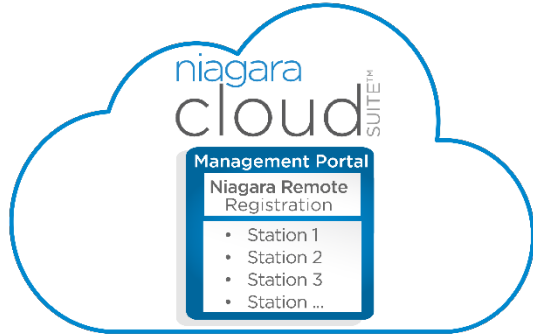 niagara
cloud
SUITE™
Management Portal
Niagara Remote
Registration
• Station 1
• Station 2
• Station 3
• Station ...